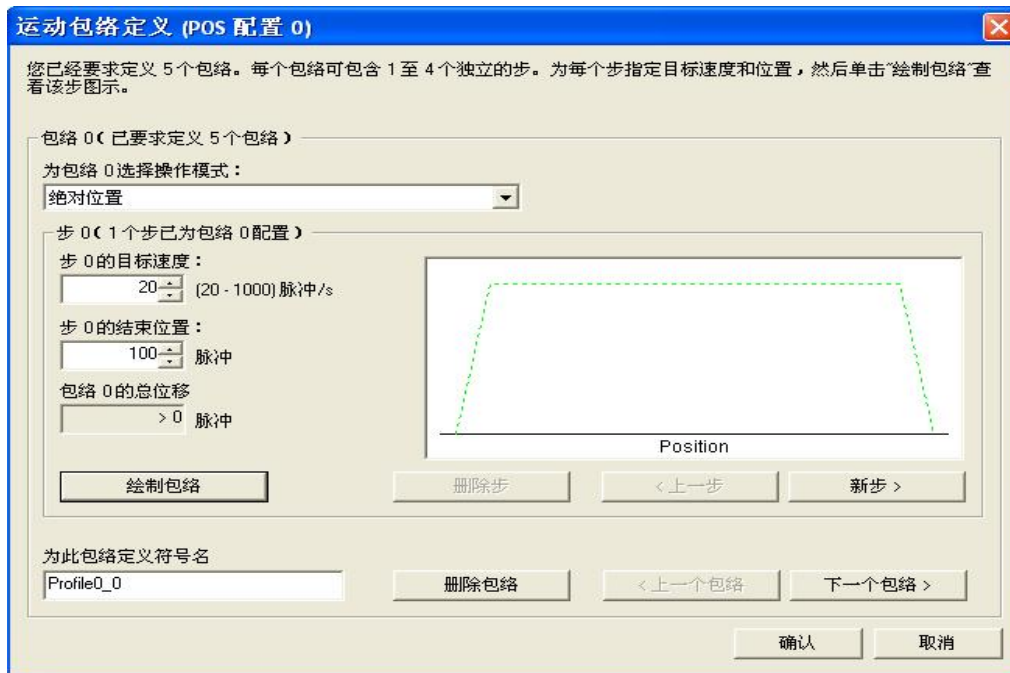 运动包络定义 (POS 配置 0)
您已经要求定义 5个包络。每个包络可包含 1 至 4 个独立的步。为每个步指定目标速度和位置，然后单击“绘制包络”查
看该步图示。
包络 0( 已要求定义 5个包络 )
为包络 0选择操作模式：
绝对位置
步 0( 1 个步已为包络 0配置 )
步 0的目标速度：
20 (20 - 1000) 脉冲/s
步 0的结束位置：
100 脉冲
包络 0的总位移
> 0 脉冲
Position
绘制包络 删除步 < 上一步 新步 >
为此包络定义符号名
Profile0_0 删除包络 < 上一个包络 下一个包络 >
确认 取消